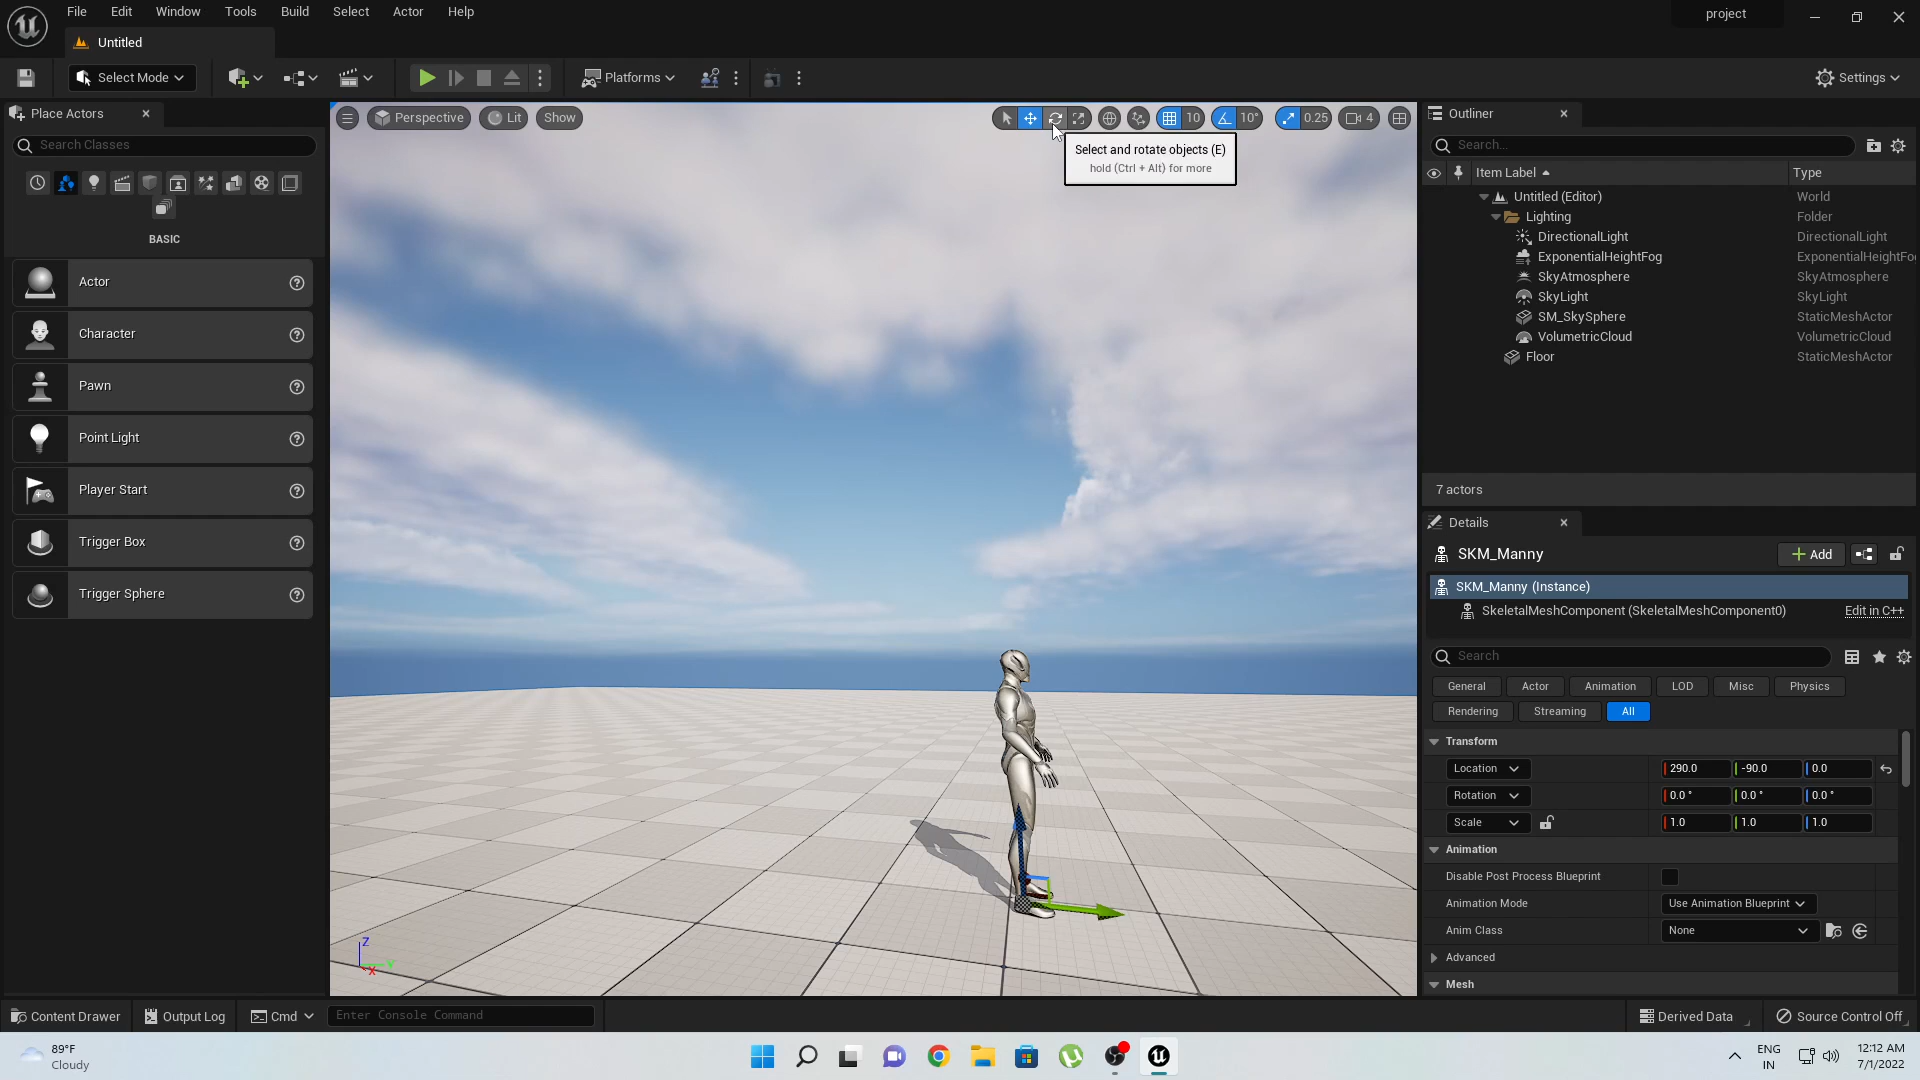 File Edit Window Tools Build Select Actor Help
project
Untitled
Select Mode
Platforms
Settings
Place Actors
Search Classes
BASIC
Actor
Character
Pawn
Point Light
Player Start
Trigger Box
Trigger Sphere
Perspective Lit Show
10 10° 0.25 4
Select and rotate objects (E)
hold (Ctrl + Alt) for more
Z
Y
X
Outliner
Search...
Item Label Type
Untitled (Editor) World
Lighting Folder
DirectionalLight DirectionalLight
ExponentialHeightFog ExponentialHeightFo
SkyAtmosphere SkyAtmosphere
SkyLight SkyLight
SM_SkySphere StaticMeshActor
VolumetricCloud VolumetricCloud
Floor StaticMeshActor
7 actors
Details
SKM_Manny Add
SKM_Manny (Instance)
SkeletalMeshComponent (SkeletalMeshComponent0) Edit in C++
Search
General Actor Animation LOD Misc Physics
Rendering Streaming All
Transform
Location 290.0 -90.0 0.0
Rotation 0.0 ° 0.0 ° 0.0 °
Scale 1.0 1.0 1.0
Animation
Disable Post Process Blueprint
Animation Mode Use Animation Blueprint
Anim Class None
Advanced
Mesh
Content Drawer Output Log Cmd Enter Console Command Derived Data Source Control Off
89°F
Cloudy
ENG
IN
12:12 AM
7/1/2022